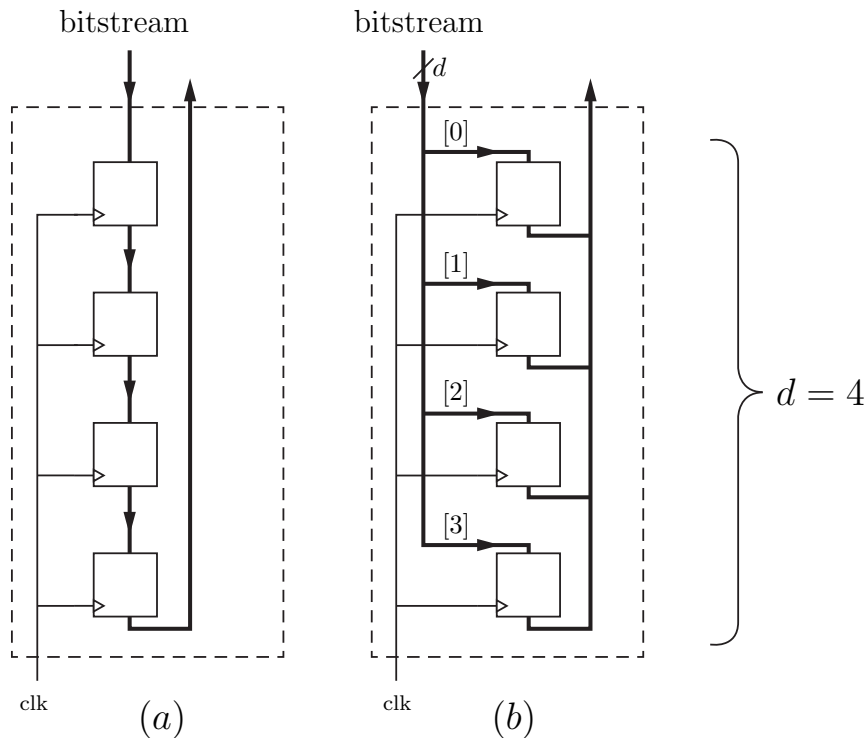 bitstream
bitstream
d
[0]
[1]
[2]
[3]
d = 4
clk
clk
(a)
(b)